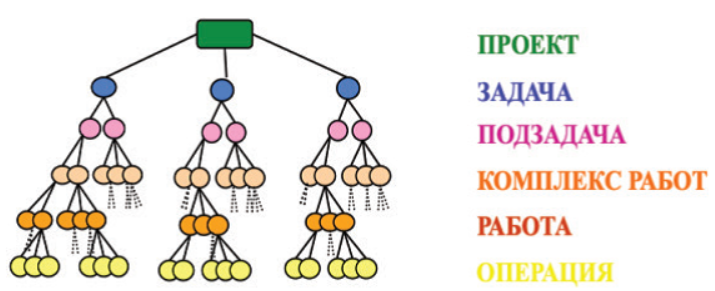 ПРОЕКТ
ЗАДАЧА
ПОДЗАДАЧА
КОМПЛЕКС РАБОТ
РАБОТА
ОПЕРАЦИЯ